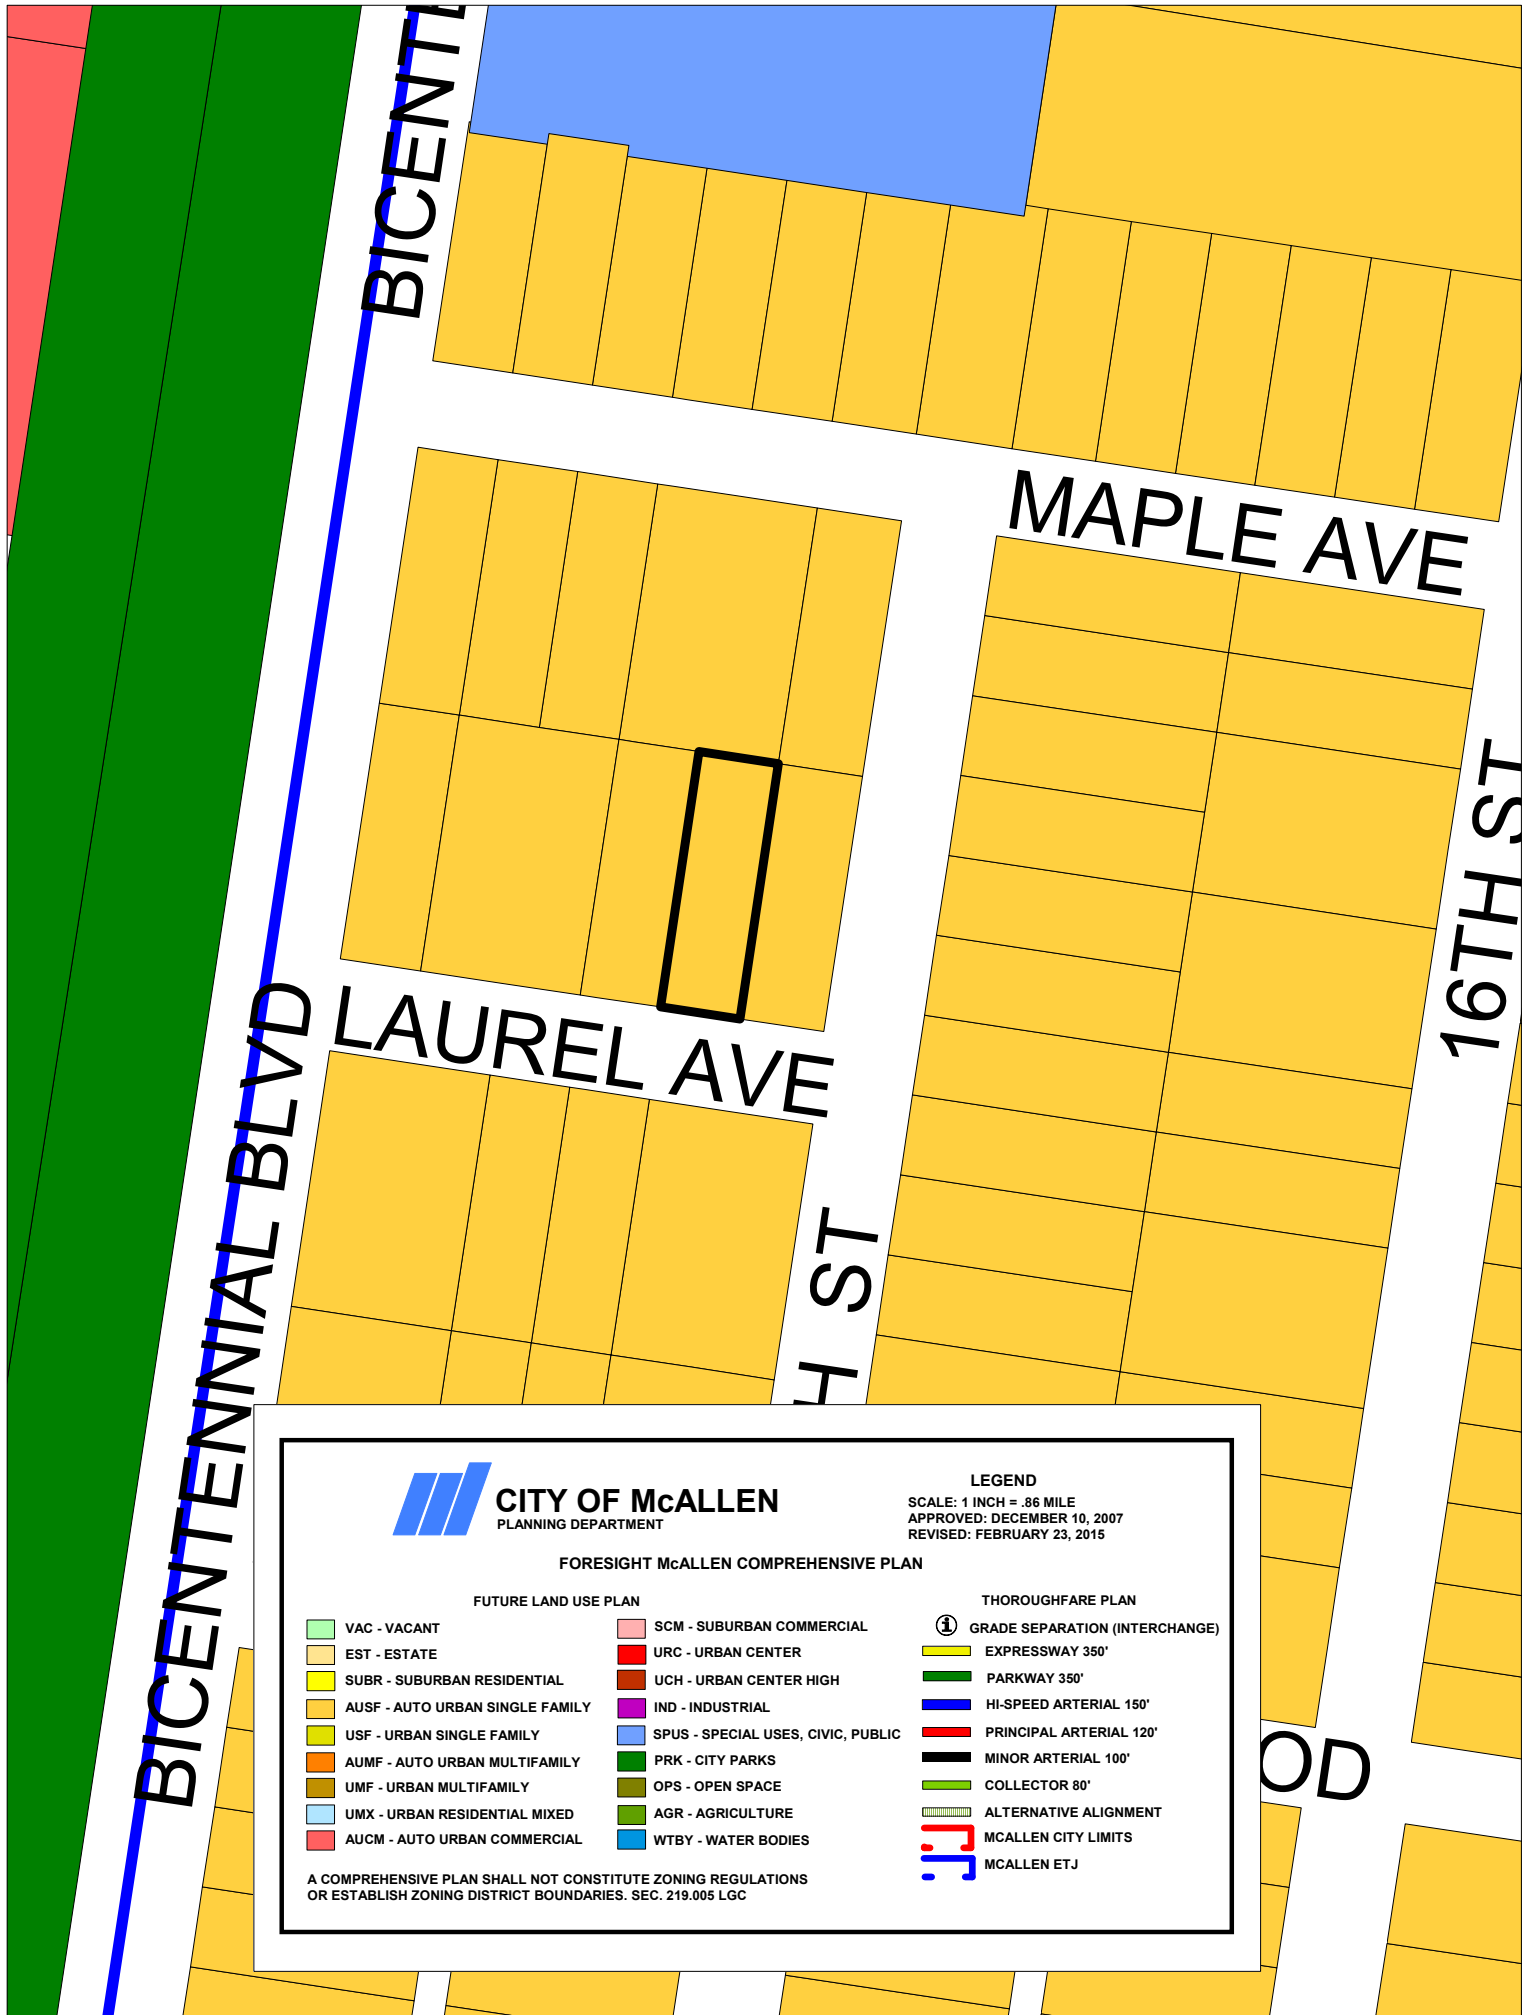 BICENTE
MAPLE AVE
16TH ST
LAUREL AVE
BICENTENNIAL BLVD
H ST
OD
CITY OF McALLEN
PLANNING DEPARTMENT
LEGEND
SCALE: 1 INCH = .86 MILE
APPROVED: DECEMBER 10, 2007
REVISED: FEBRUARY 23, 2015
FORESIGHT McALLEN COMPREHENSIVE PLAN
FUTURE LAND USE PLAN
VAC - VACANT
EST - ESTATE
SUBR - SUBURBAN RESIDENTIAL
AUSF - AUTO URBAN SINGLE FAMILY
USF - URBAN SINGLE FAMILY
AUMF - AUTO URBAN MULTIFAMILY
UMF - URBAN MULTIFAMILY
UMX - URBAN RESIDENTIAL MIXED
AUCM - AUTO URBAN COMMERCIAL
SCM - SUBURBAN COMMERCIAL
URC - URBAN CENTER
UCH - URBAN CENTER HIGH
IND - INDUSTRIAL
SPUS - SPECIAL USES, CIVIC, PUBLIC
PRK - CITY PARKS
OPS - OPEN SPACE
AGR - AGRICULTURE
WTBY - WATER BODIES
THOROUGHFARE PLAN
i GRADE SEPARATION (INTERCHANGE)
EXPRESSWAY 350'
PARKWAY 350'
HI-SPEED ARTERIAL 150'
PRINCIPAL ARTERIAL 120'
MINOR ARTERIAL 100'
COLLECTOR 80'
ALTERNATIVE ALIGNMENT
MCALLEN CITY LIMITS
MCALLEN ETJ
A COMPREHENSIVE PLAN SHALL NOT CONSTITUTE ZONING REGULATIONS
OR ESTABLISH ZONING DISTRICT BOUNDARIES. SEC. 219.005 LGC